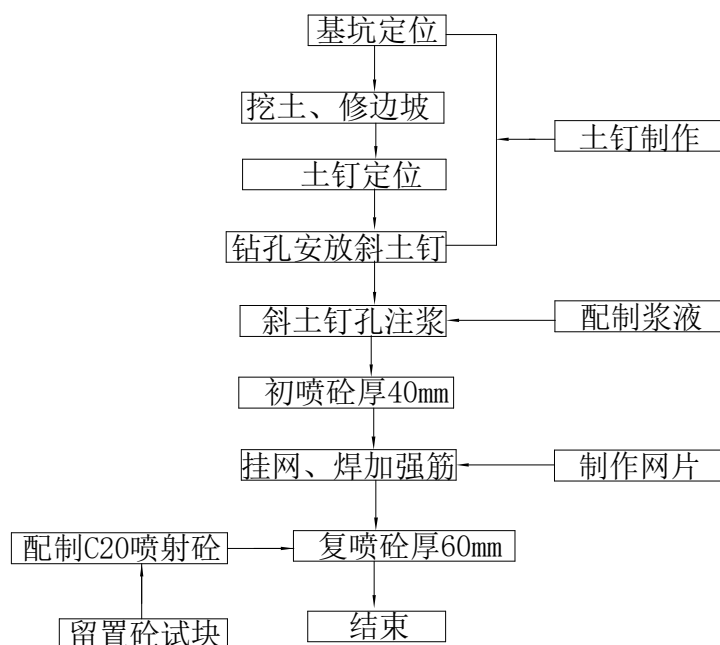 基坑定位
挖土、修边坡
土钉制作
土钉定位
钻孔安放斜土钉
斜土钉孔注浆
配制浆液
初喷砼厚40mm
挂网、焊加强筋
制作网片
配制C20喷射砼
复喷砼厚60mm
留置砼试块
结束